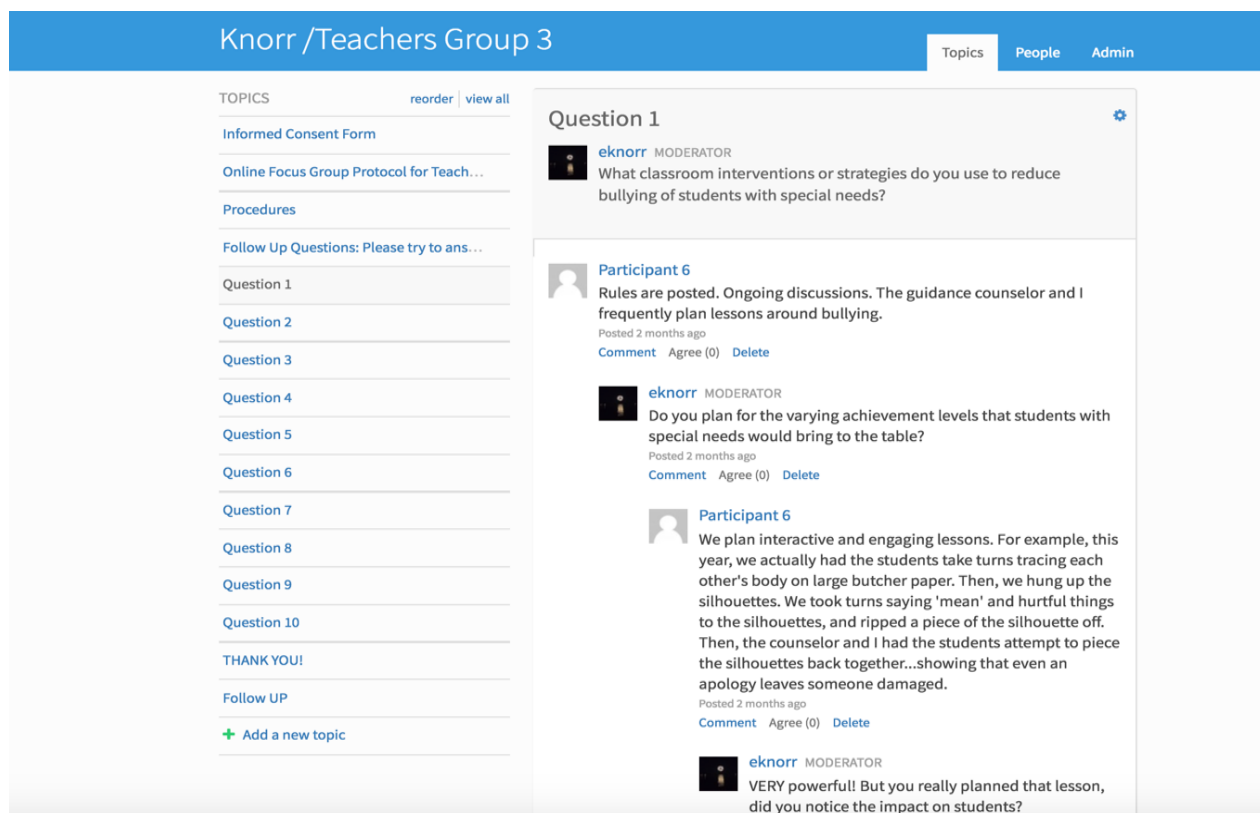 Knorr /Teachers Group 3
Topics People Admin
TOPICS reorder view all
Informed Consent Form
Online Focus Group Protocol for Teach...
Procedures
Follow Up Questions: Please try to ans...
Question 1
Question 2
Question 3
Question 4
Question 5
Question 6
Question 7
Question 8
Question 9
Question 10
THANK YOU!
Follow UP
+ Add a new topic
Question 1
eknorr MODERATOR
What classroom interventions or strategies do you use to reduce
bullying of students with special needs?
Participant 6
Rules are posted. Ongoing discussions. The guidance counselor and I
frequently plan lessons around bullying.
Posted 2 months ago
Comment Agree (0) Delete
eknorr MODERATOR
Do you plan for the varying achievement levels that students with
special needs would bring to the table?
Posted 2 months ago
Comment Agree (0) Delete
Participant 6
We plan interactive and engaging lessons. For example, this
year, we actually had the students take turns tracing each
other's body on large butcher paper. Then, we hung up the
silhouettes. We took turns saying 'mean' and hurtful things
to the silhouettes, and ripped a piece of the silhouette off.
Then, the counselor and I had the students attempt to piece
the silhouettes back together...showing that even an
apology leaves someone damaged.
Posted 2 months ago
Comment Agree (0) Delete
eknorr MODERATOR
VERY powerful! But you really planned that lesson,
did you notice the impact on students?